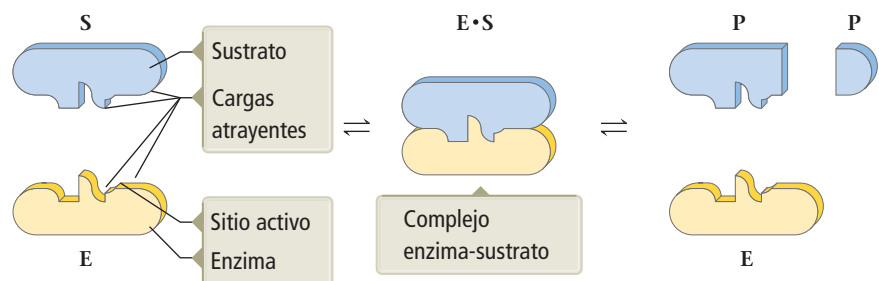 S
E•S
P
P
Sustrato
Cargas
atrayentes
⇌
⇌
Sitio activo
Enzima
Complejo
enzima-sustrato
E
E